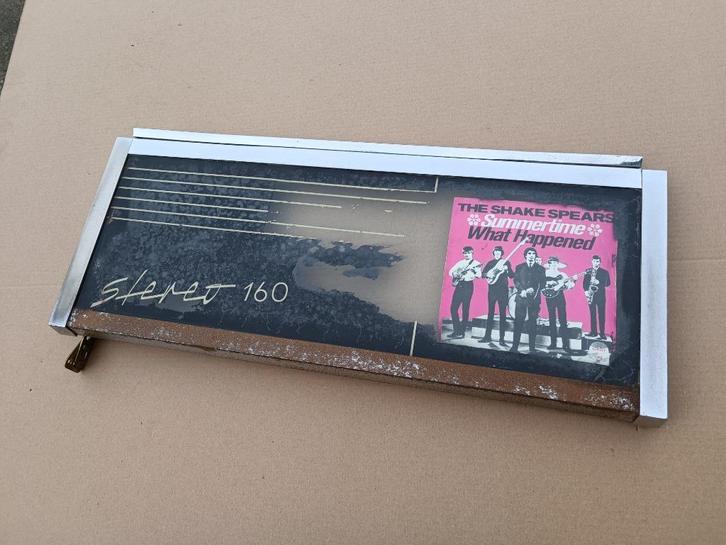 Stereo 160
THE SHAKE SPEARS
Summertime
What Happened